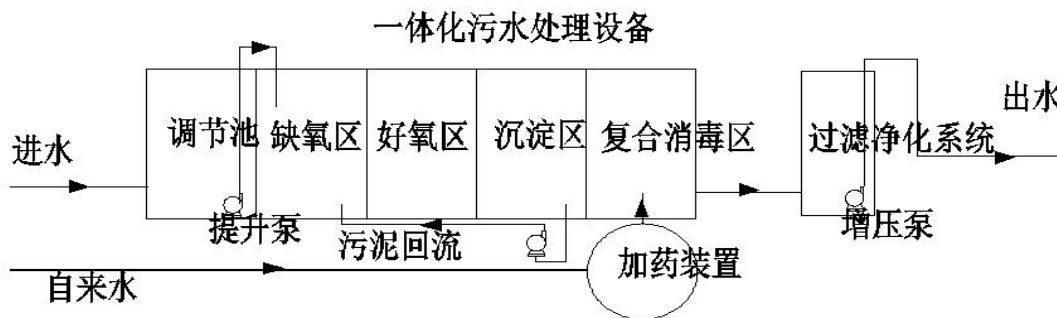 一体化污水处理设备
进水
调节池
缺氧区
好氧区
沉淀区
复合消毒区
过滤净化系统
出水
提升泵
污泥回流
增压泵
自来水
加药装置